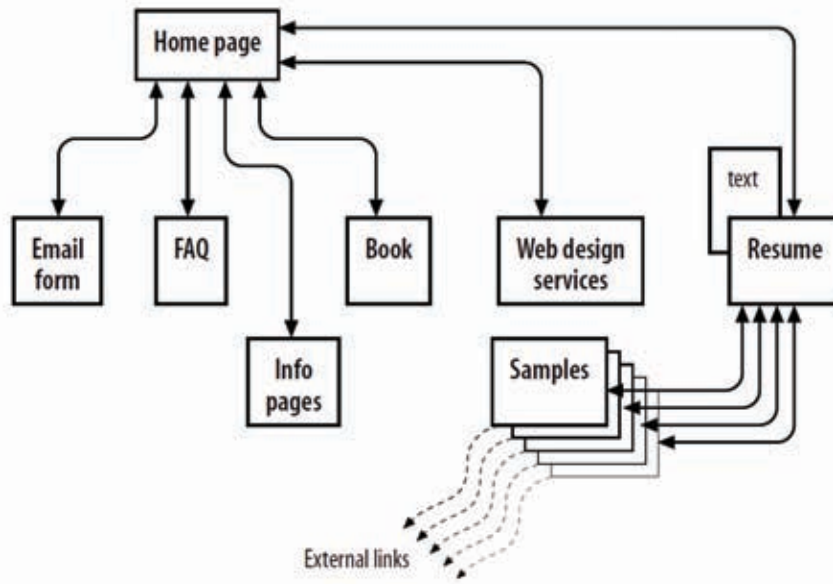 Home page
text
Email
form
FAQ
Book
Web design
services
Resume
Info
pages
Samples
External links